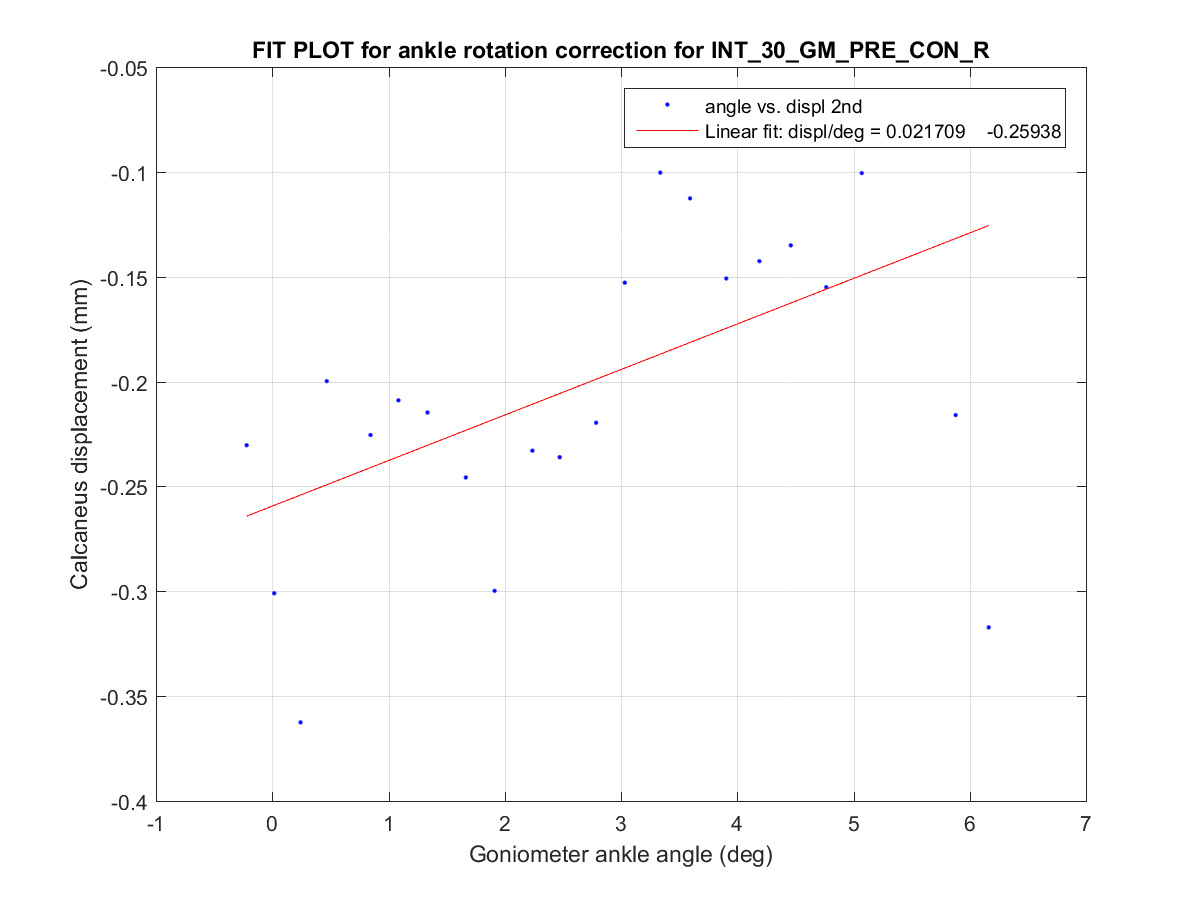 FIT PLOT for ankle rotation correction for INT_30_GM_PRE_CON_R
-0.05
angle vs. displ 2nd
Linear fit: displ/deg = 0.021709    -0.25938
-0.1
-0.15
-0.2
-0.25
-0.3
-0.35
-0.4
Calcaneus displacement (mm)
-1 0 1 2 3 4 5 6 7
Goniometer ankle angle (deg)